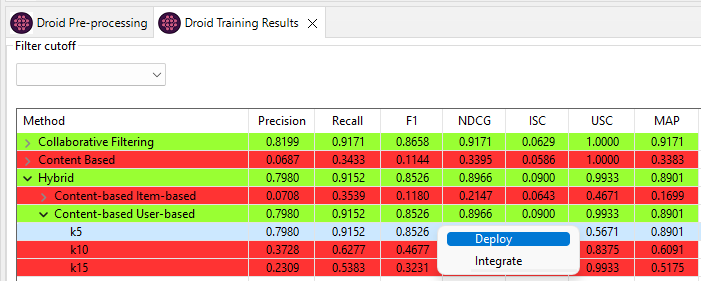 Droid Pre-processing Droid Training Results
Filter cutoff
Method Precision Recall F1 NDCG ISC USC MAP
Collaborative Filtering 0.8199 0.9171 0.8658 0.9171 0.0629 1.0000 0.9171
Content Based 0.0687 0.3433 0.1144 0.3395 0.0586 1.0000 0.3383
Hybrid 0.7980 0.9152 0.8526 0.8966 0.0900 0.9933 0.8901
Content-based Item-based 0.0708 0.3539 0.1180 0.2147 0.0643 0.4671 0.1699
Content-based User-based 0.7980 0.9152 0.8526 0.8966 0.0900 0.9933 0.8901
k5 0.7980 0.9152 0.8526 0.5671 0.8901
Deploy
k10 0.3728 0.6277 0.4677 0.8375 0.6091
Integrate
k15 0.2309 0.5383 0.3231 0.9933 0.5175